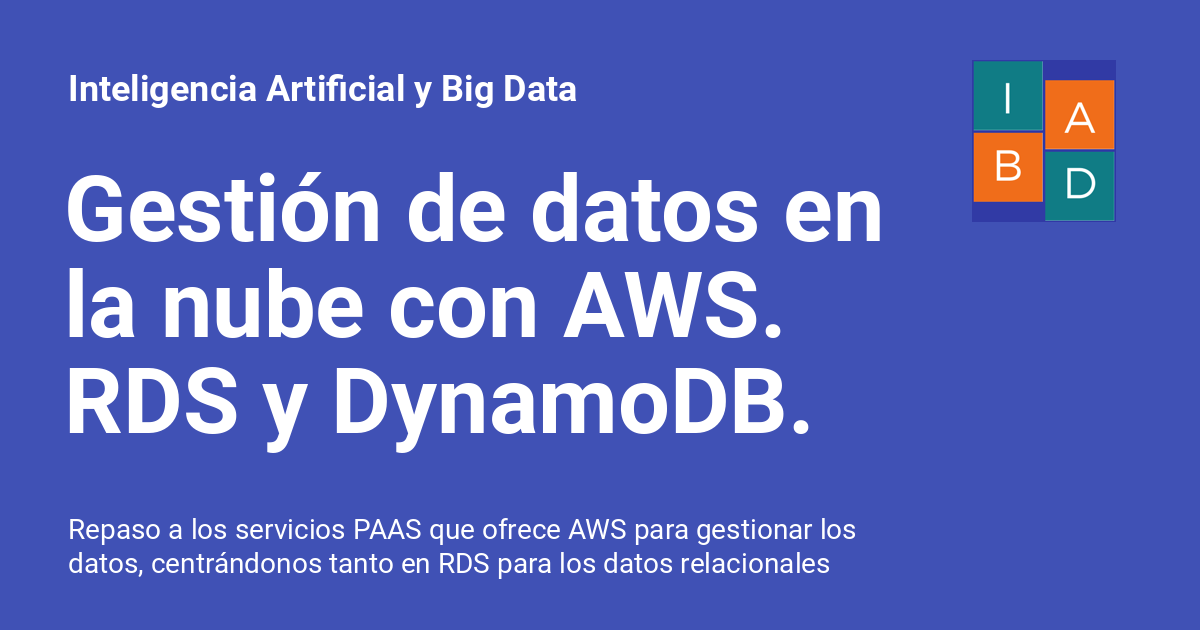 Inteligencia Artificial y Big Data
I A
B D
Gestión de datos en
la nube con AWS.
RDS y DynamoDB.
Repaso a los servicios PAAS que ofrece AWS para gestionar los
datos, centrándonos tanto en RDS para los datos relacionales